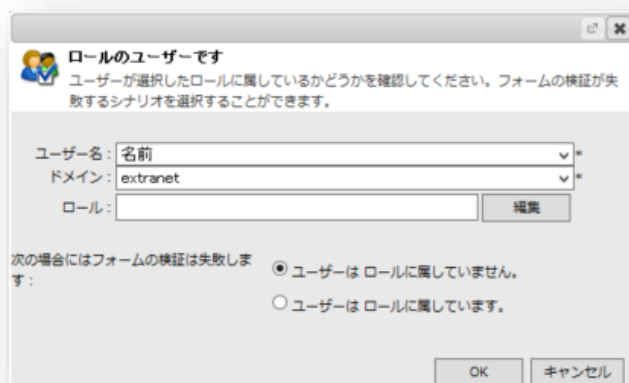 ロールのユーザーです
ユーザーが選択したロールに属しているかどうかを確認してください。フォームの検証が失
敗するシナリオを選択することができます。
ユーザー名 : 名前 *
ドメイン : extranet *
ロール : 編集
次の場合にはフォームの検証は失敗しま
す :
ユーザーは ロールに属していません。
ユーザーは ロールに属しています。
OK キャンセル